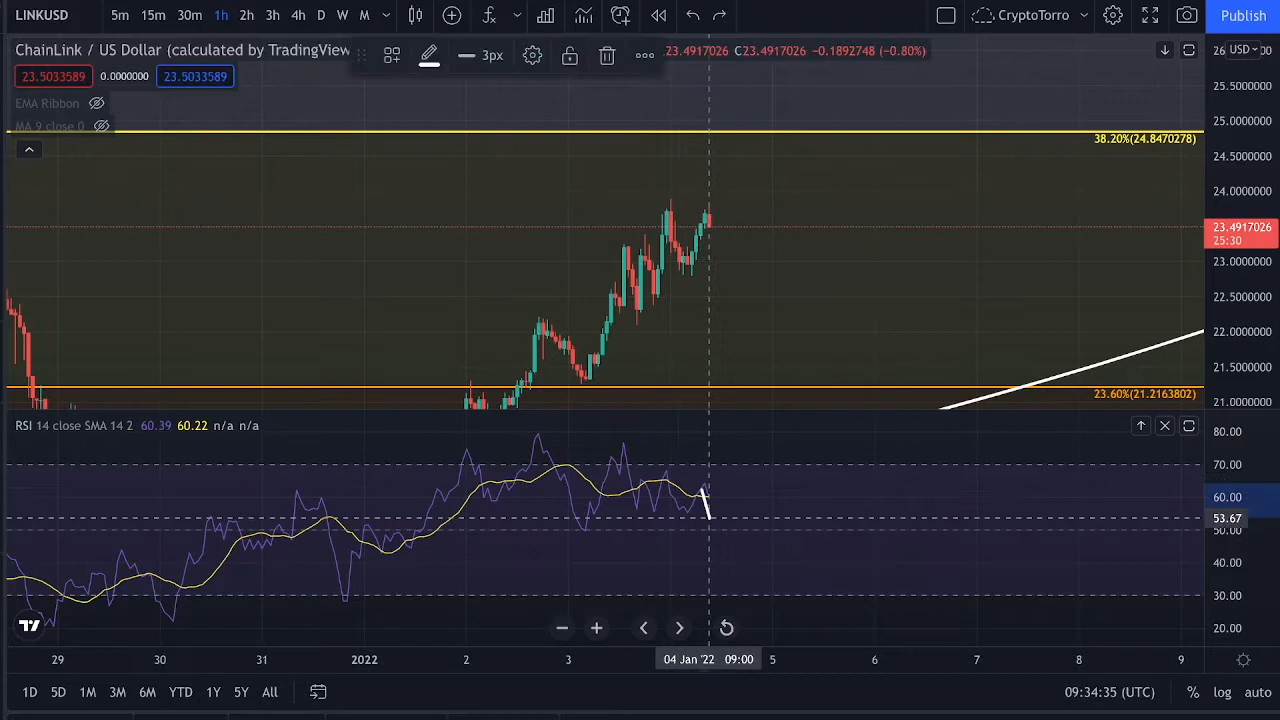 LINKUSD 5m 15m 30m 1h 2h 3h 4h D W M CryptoTorro Publish
ChainLink / US Dollar (calculated by TradingView 3px 23.4917026 C23.4917026 −0.1892748 (−0.80%) USD
23.5033589 0.0000000 23.5033589
25.5000000
EMA Ribbon
25.0000000
MA 9 close 0
38.20%(24.8470278)
24.5000000
24.0000000
23.4917026
25:30
23.0000000
22.5000000
22.0000000
21.5000000
23.60%(21.2163802)
21.0000000
RSI 14 close SMA 14 2 60.39 60.22 n/a n/a
80.00
70.00
60.00
53.67
50.00
40.00
30.00
20.00
29 30 31 2022 2 3 04 Jan '22 09:00 5 6 7 8 9
1D 5D 1M 3M 6M YTD 1Y 5Y All 09:34:35 (UTC) % log auto